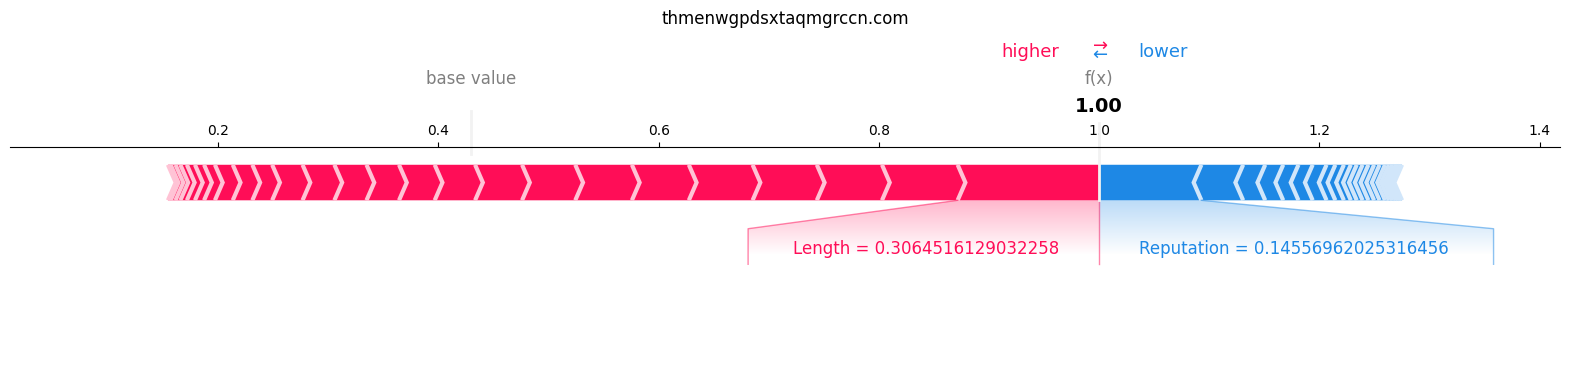 thmenwgpdsxtaqmgrccn.com
higher ⇄ lower
base value f(x)
1.00
0.2 0.4 0.6 0.8 1.0 1.2 1.4
Length = 0.3064516129032258 Reputation = 0.14556962025316456